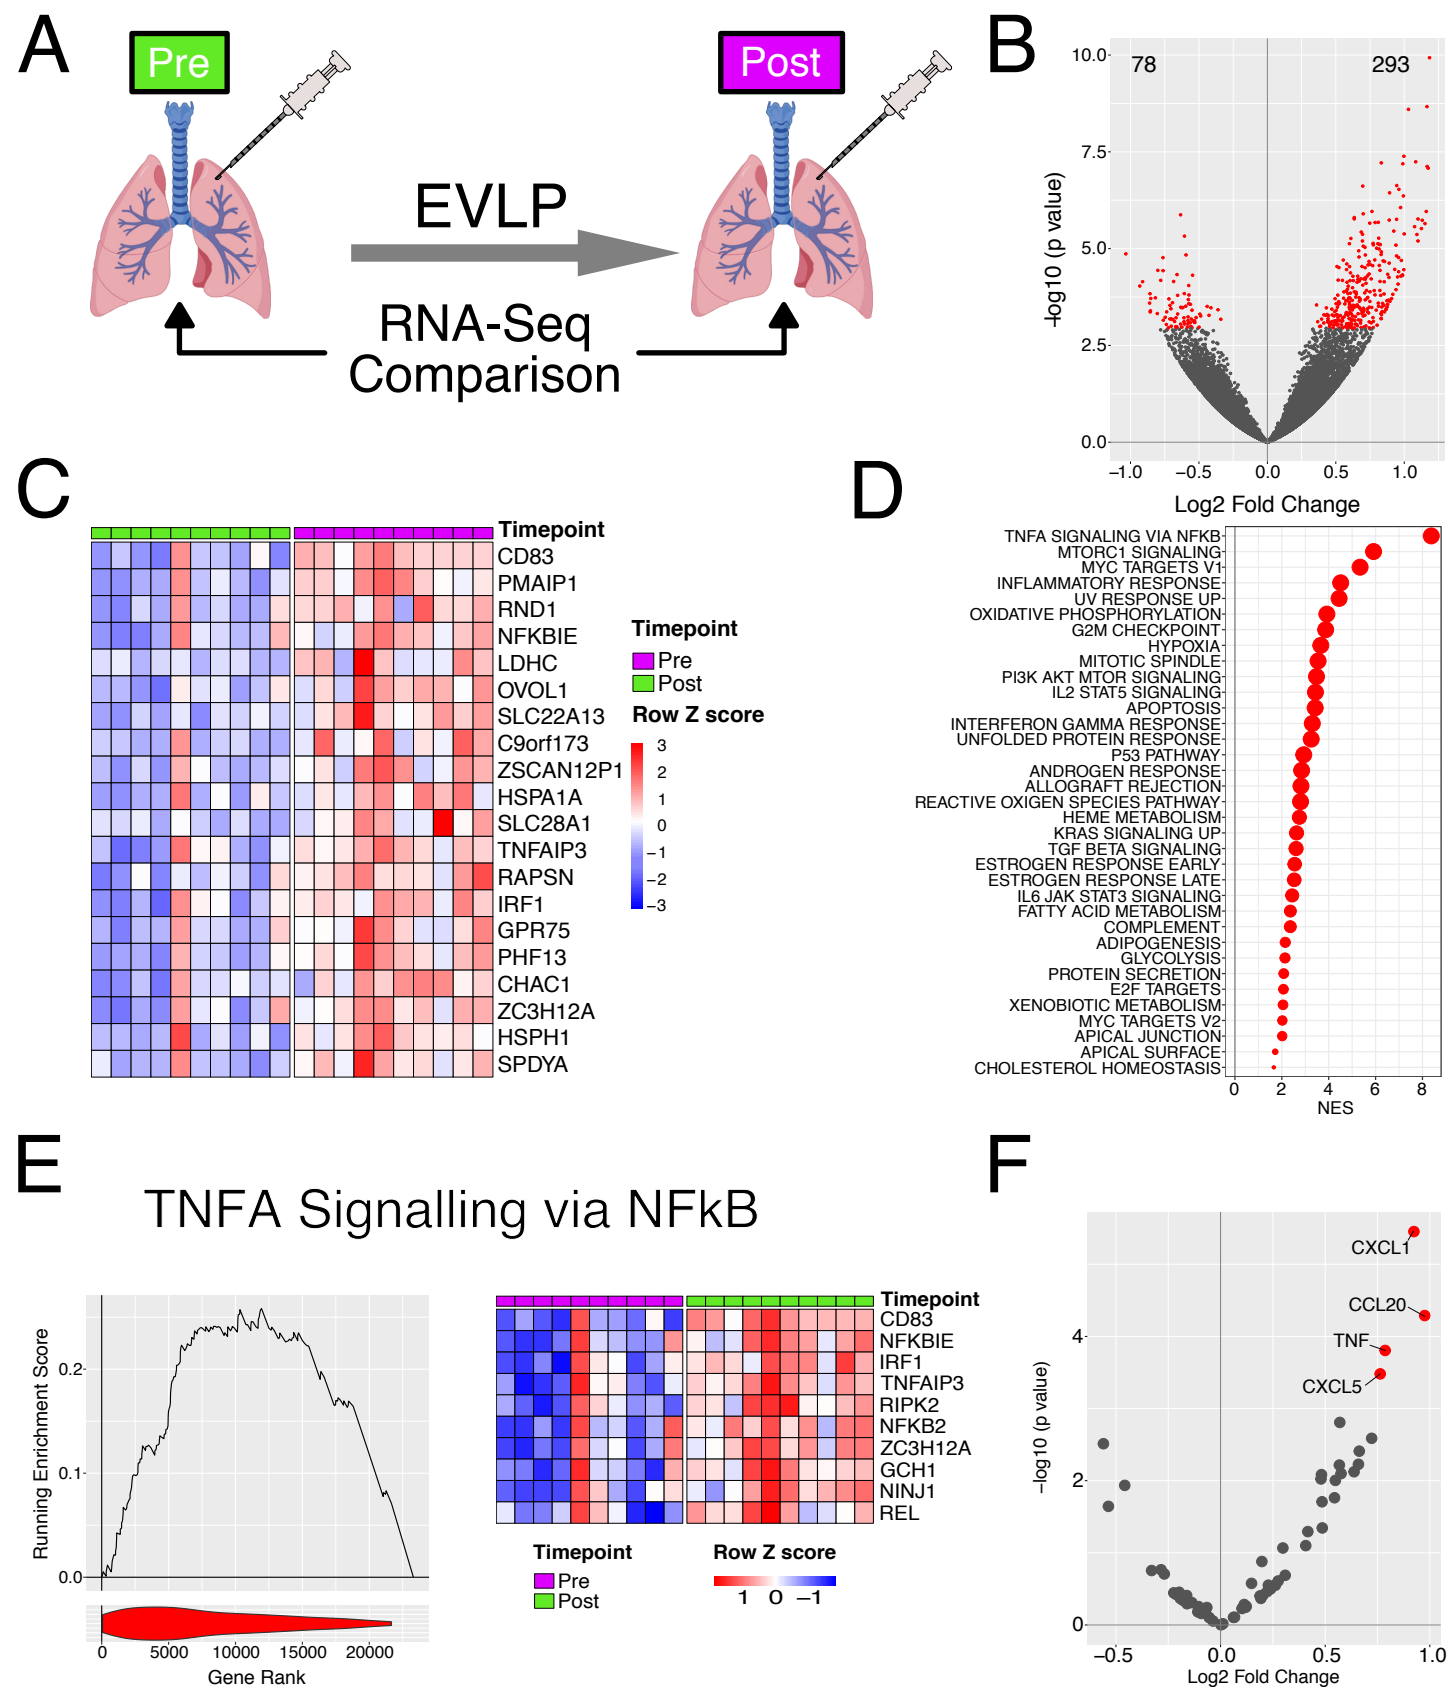 A
Pre
Post
EVLP
RNA-Seq
Comparison
B
78
293
10.0
7.5
5.0
2.5
0.0
-log10 (p value)
−1.0
−0.5
0.0
0.5
1.0
Log2 Fold Change
C
Timepoint
CD83
PMAIP1
RND1
NFKBIE
LDHC
OVOL1
SLC22A13
C9orf173
ZSCAN12P1
HSPA1A
SLC28A1
TNFAIP3
RAPSN
IRF1
GPR75
PHF13
CHAC1
ZC3H12A
HSPH1
SPDYA
Timepoint
Pre
Post
Row Z score
3
2
1
0
−1
−2
−3
D
TNFA SIGNALING VIA NFKB
MTORC1 SIGNALING
MYC TARGETS V1
INFLAMMATORY RESPONSE
UV RESPONSE UP
OXIDATIVE PHOSPHORYLATION
G2M CHECKPOINT
HYPOXIA
MITOTIC SPINDLE
PI3K AKT MTOR SIGNALING
IL2 STAT5 SIGNALING
APOPTOSIS
INTERFERON GAMMA RESPONSE
UNFOLDED PROTEIN RESPONSE
P53 PATHWAY
ANDROGEN RESPONSE
ALLOGRAFT REJECTION
REACTIVE OXIGEN SPECIES PATHWAY
HEME METABOLISM
KRAS SIGNALING UP
TGF BETA SIGNALING
ESTROGEN RESPONSE EARLY
ESTROGEN RESPONSE LATE
IL6 JAK STAT3 SIGNALING
FATTY ACID METABOLISM
COMPLEMENT
ADIPOGENESIS
GLYCOLYSIS
PROTEIN SECRETION
E2F TARGETS
XENOBIOTIC METABOLISM
MYC TARGETS V2
APICAL JUNCTION
APICAL SURFACE
CHOLESTEROL HOMEOSTASIS
0
2
4
6
8
NES
E
TNFA Signalling via NFkB
Running Enrichment Score
0.2
0.1
0.0
0
5000
10000
15000
20000
Gene Rank
Timepoint
CD83
NFKBIE
IRF1
TNFAIP3
RIPK2
NFKB2
ZC3H12A
GCH1
NINJ1
REL
Timepoint
Pre
Post
Row Z score
1 0 −1
F
CXCL1
CCL20
TNF
CXCL5
4
2
0
−log10 (p value)
−0.5
0.0
0.5
1.0
Log2 Fold Change